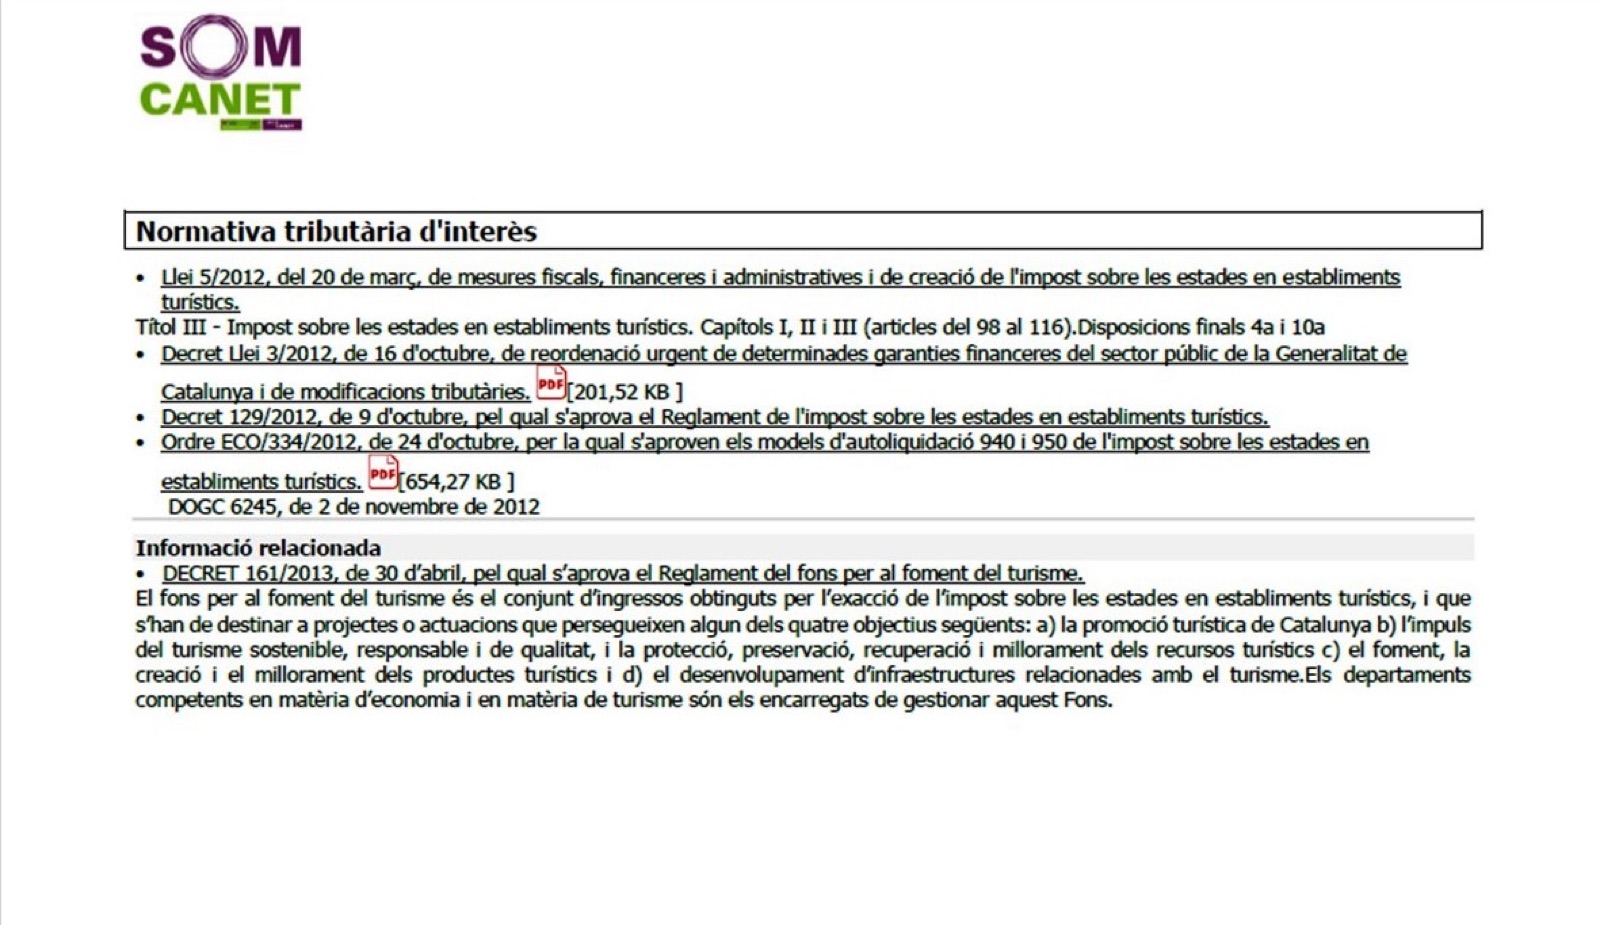 SOM
CANET
Normativa tributària d'interès
• Llei 5/2012, del 20 de març, de mesures fiscals, financeres i administratives i de creació de l'impost sobre les estades en establiments
turístics.
Títol III - Impost sobre les estades en establiments turístics. Capítols I, II i III (articles del 98 al 116).Disposicions finals 4a i 10a
• Decret Llei 3/2012, de 16 d'octubre, de reordenació urgent de determinades garanties financeres del sector públic de la Generalitat de
Catalunya i de modificacions tributàries. PDF [201,52 KB ]
• Decret 129/2012, de 9 d'octubre, pel qual s'aprova el Reglament de l'impost sobre les estades en establiments turístics.
• Ordre ECO/334/2012, de 24 d'octubre, per la qual s'aproven els models d'autoliquidació 940 i 950 de l'impost sobre les estades en
establiments turístics. PDF [654,27 KB ]
DOGC 6245, de 2 de novembre de 2012
Informació relacionada
• DECRET 161/2013, de 30 d’abril, pel qual s’aprova el Reglament del fons per al foment del turisme.
El fons per al foment del turisme és el conjunt d’ingressos obtinguts per l’exacció de l’impost sobre les estades en establiments turístics, i que
s’han de destinar a projectes o actuacions que persegueixen algun dels quatre objectius següents: a) la promoció turística de Catalunya b) l’impuls
del turisme sostenible, responsable i de qualitat, i la protecció, preservació, recuperació i millorament dels recursos turístics c) el foment, la
creació i el millorament dels productes turístics i d) el desenvolupament d’infraestructures relacionades amb el turisme.Els departaments
competents en matèria d’economia i en matèria de turisme són els encarregats de gestionar aquest Fons.